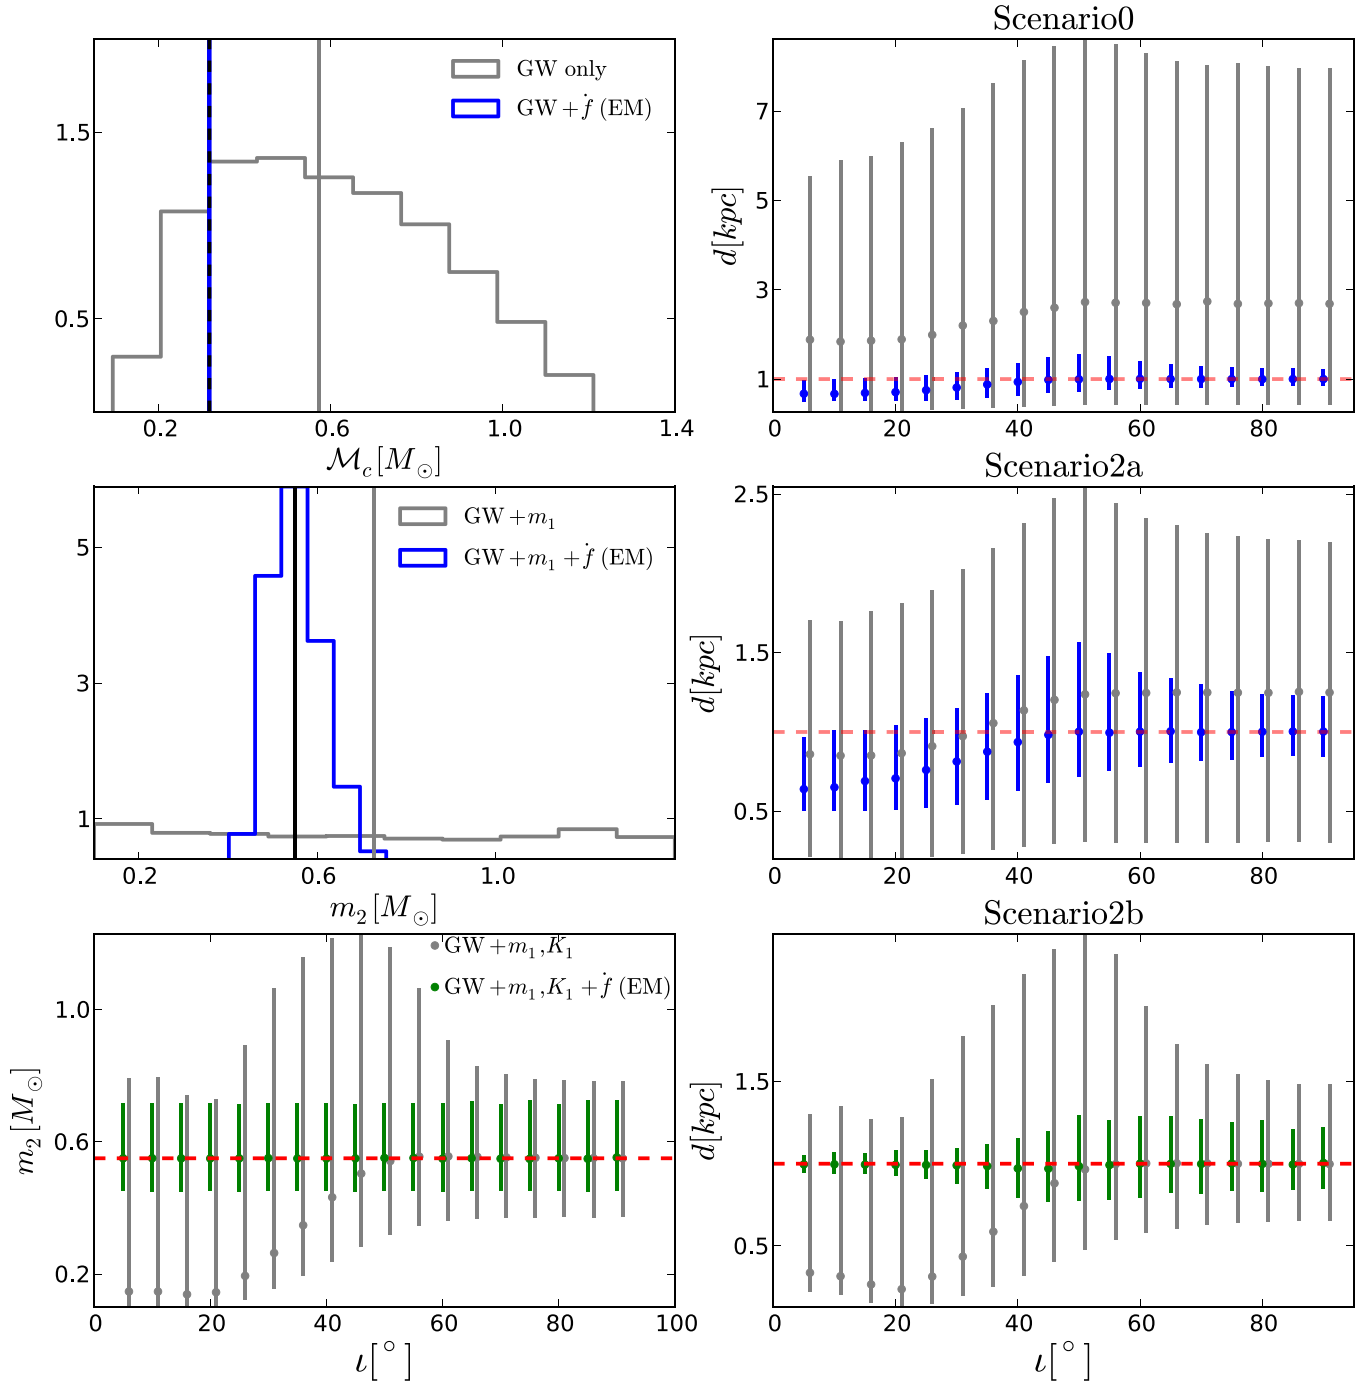 GW only
GW + ḟ (EM)
1.5
0.5
0.2 0.6 1.0 1.4
ℳc [M⊙]
Scenario0
d[kpc]
7
5
3
1
0 20 40 60 80
GW + m₁
GW + m₁ + ḟ (EM)
5
3
1
0.2 0.6 1.0
m₂ [M⊙]
Scenario2a
d[kpc]
2.5
1.5
0.5
0 20 40 60 80
GW + m₁, K₁
GW + m₁, K₁ + ḟ (EM)
m₂ [M⊙]
1.0
0.6
0.2
0 20 40 60 80 100
ι[°]
Scenario2b
d[kpc]
1.5
0.5
0 20 40 60 80
ι[°]